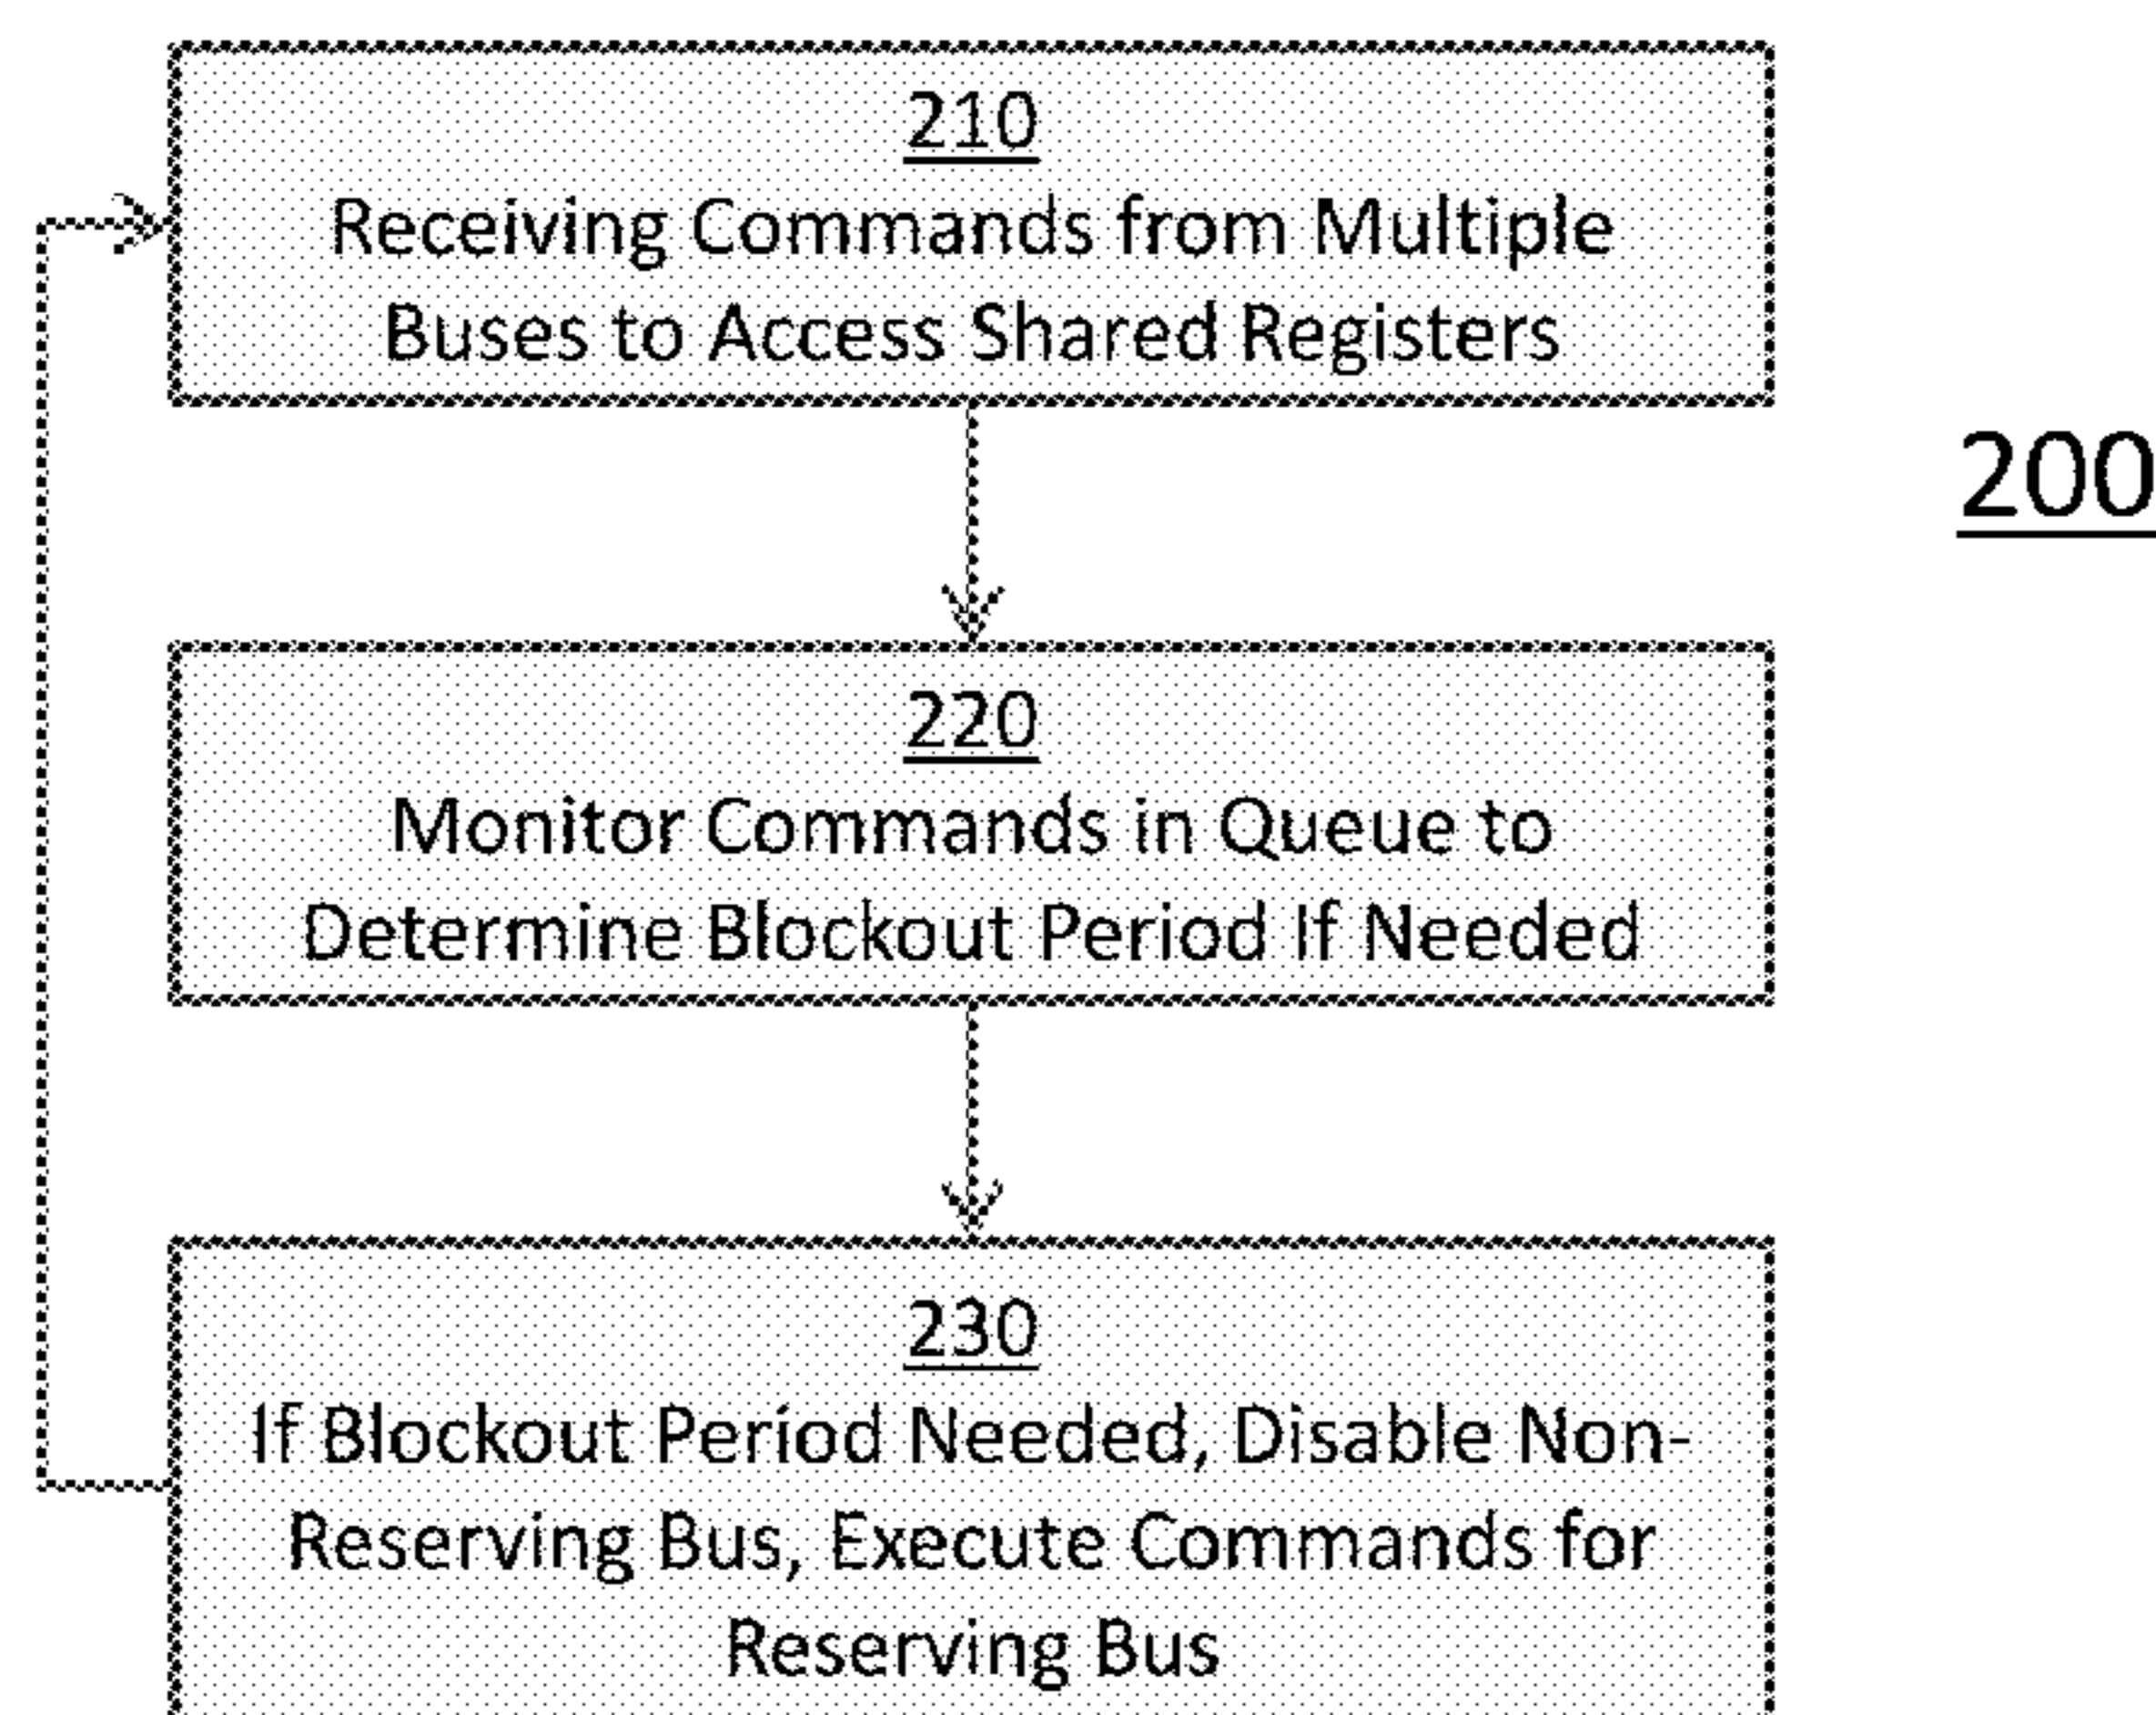 210
Receiving Commands from Multiple
Buses to Access Shared Registers
200
220
Monitor Commands in Queue to
Determine Blockout Period If Needed
230
If Blockout Period Needed, Disable Non-
Reserving Bus, Execute Commands for
Reserving Bus